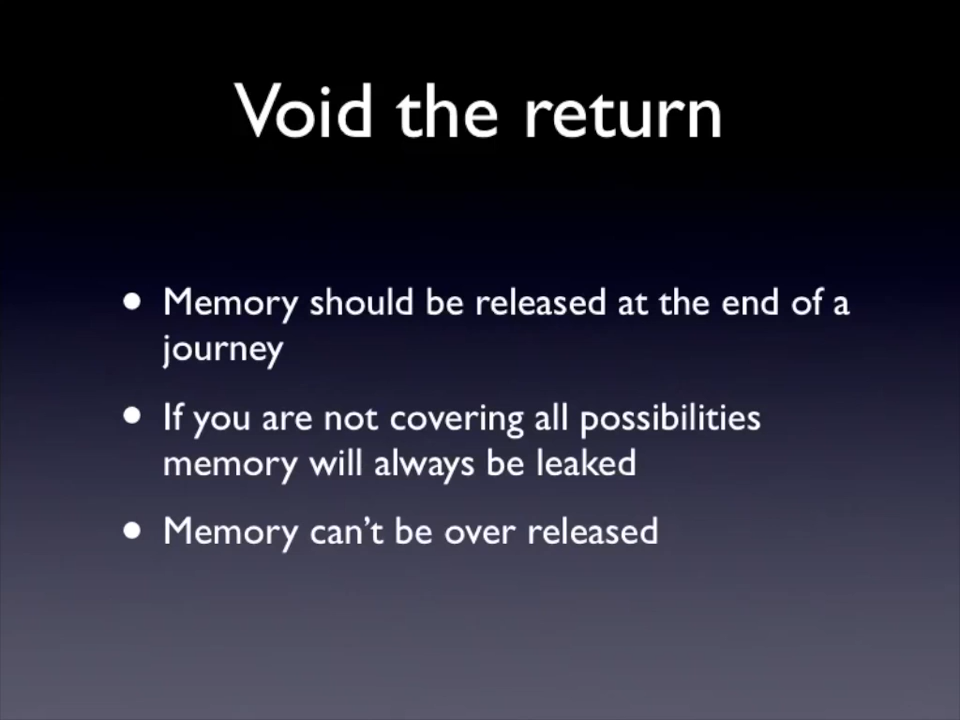 Void the return
• Memory should be released at the end of a
journey
• If you are not covering all possibilities
memory will always be leaked
• Memory can’t be over released